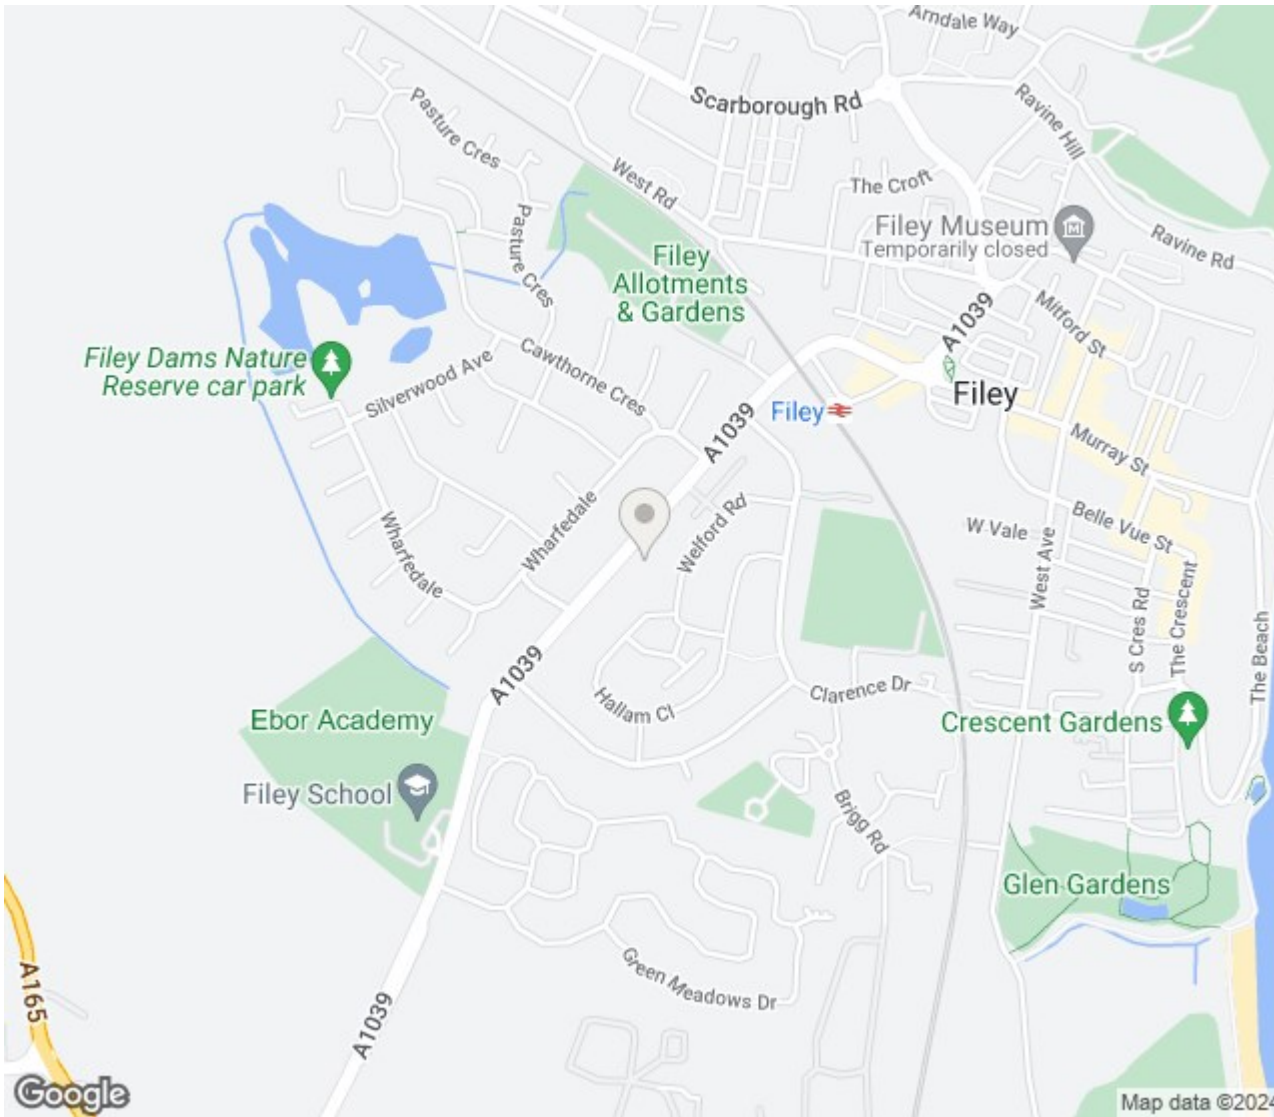 Arndale Way
Scarborough Rd
Ravine Hill
Pasture Cres
West Rd
The Croft
Filey Museum
Temporarily closed
Ravine Rd
Pasture Cres
Filey
Allotments
& Gardens
A1039
Mitford St
Filey Dams Nature
Reserve car park
Silverwood Ave
Cawthorne Cres
Filey
Filey
A1039
Murray St
Wharfedale
Wharfedale
Welford Rd
W Vale
Belle Vue St
West Ave
S Cres Rd
The Crescent
The Beach
A1039
Hallam Cl
Clarence Dr
Ebor Academy
Crescent Gardens
Filey School
Brigg Rd
Glen Gardens
Green Meadows Dr
A165
A1039
Google
Map data ©2024